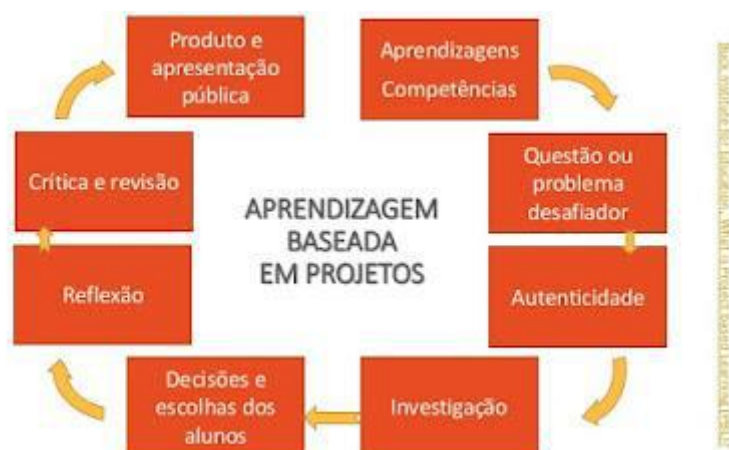 Produto e
apresentação
pública
Aprendizagens
Competências
Crítica e revisão
Questão ou
problema
desafiador
APRENDIZAGEM
BASEADA
EM PROJETOS
Reflexão
Autenticidade
Decisões e
escolhas dos
alunos
Investigação